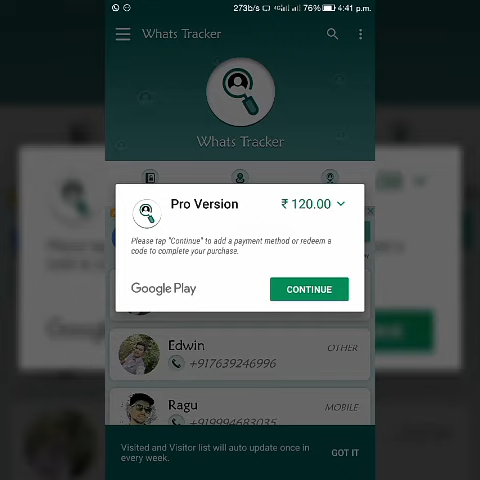 273b/s 4G 76% 4:41 p.m.
Whats Tracker
Whats Tracker
Pro Version
₹ 120.00
Please tap "Continue" to add a payment method or redeem a
code to complete your purchase.
Google Play
CONTINUE
Edwin
OTHER
+917639246996
Ragu
MOBILE
+919994683035
Visited and Visitor list will auto update once in
every week.
GOT IT